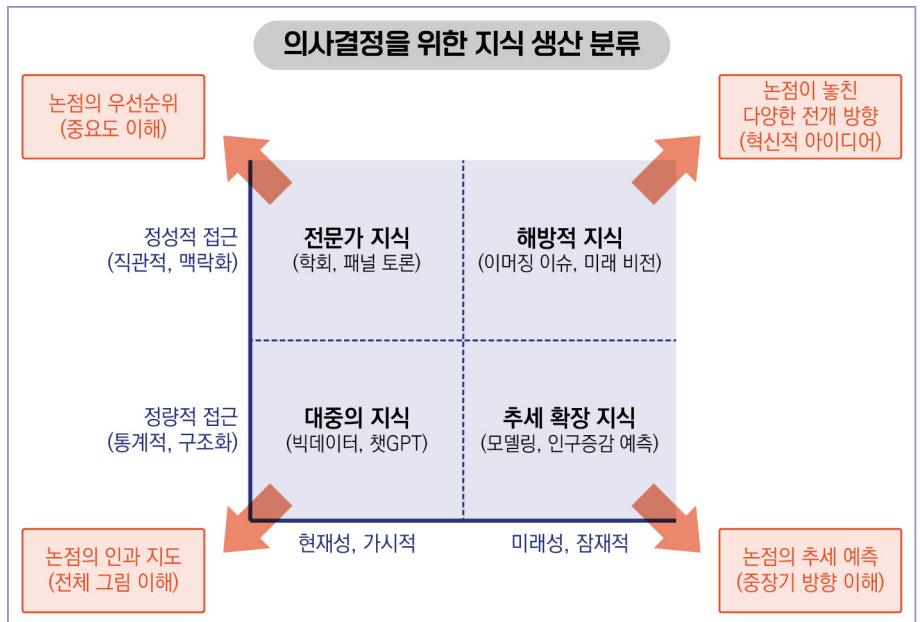 의사결정을 위한 지식 생산 분류
논점의 우선순위
(중요도 이해)
논점이 놓친
다양한 전개 방향
(혁신적 아이디어)
정성적 접근
(직관적, 맥락화)
전문가 지식
(학회, 패널 토론)
해방적 지식
(이머징 이슈, 미래 비전)
정량적 접근
(통계적, 구조화)
대중의 지식
(빅데이터, 챗GPT)
추세 확장 지식
(모델링, 인구증감 예측)
논점의 인과 지도
(전체 그림 이해)
현재성, 가시적
미래성, 잠재적
논점의 추세 예측
(중장기 방향 이해)